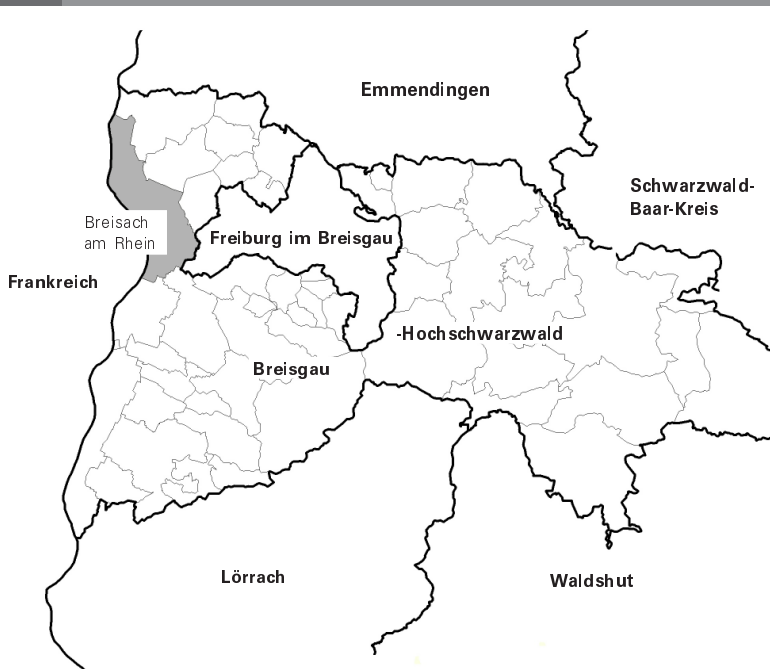 Emmendingen
Schwarzwald-
Baar-Kreis
Breisach
am Rhein
Freiburg im Breisgau
Frankreich
-Hochschwarzwald
Breisgau
Lörrach
Waldshut